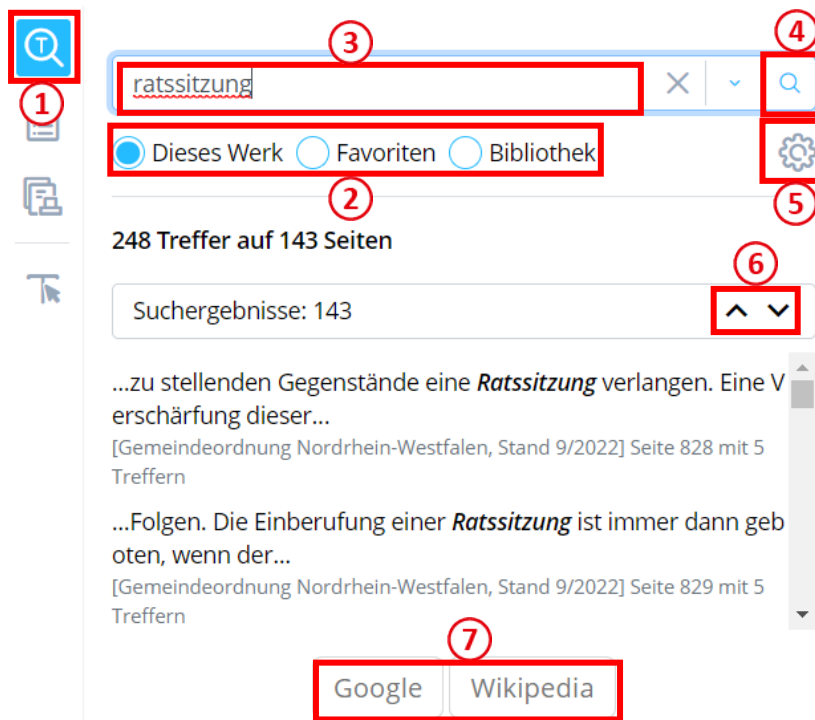 T
3
4
ratssitzung
1
Dieses Werk Favoriten Bibliothek
2
5
248 Treffer auf 143 Seiten
6
Suchergebnisse: 143
...zu stellenden Gegenstände eine Ratssitzung verlangen. Eine V
erschärfung dieser...
[Gemeindeordnung Nordrhein-Westfalen, Stand 9/2022] Seite 828 mit 5
Treffern
...Folgen. Die Einberufung einer Ratssitzung ist immer dann geb
oten, wenn der...
[Gemeindeordnung Nordrhein-Westfalen, Stand 9/2022] Seite 829 mit 5
Treffern
7
Google Wikipedia